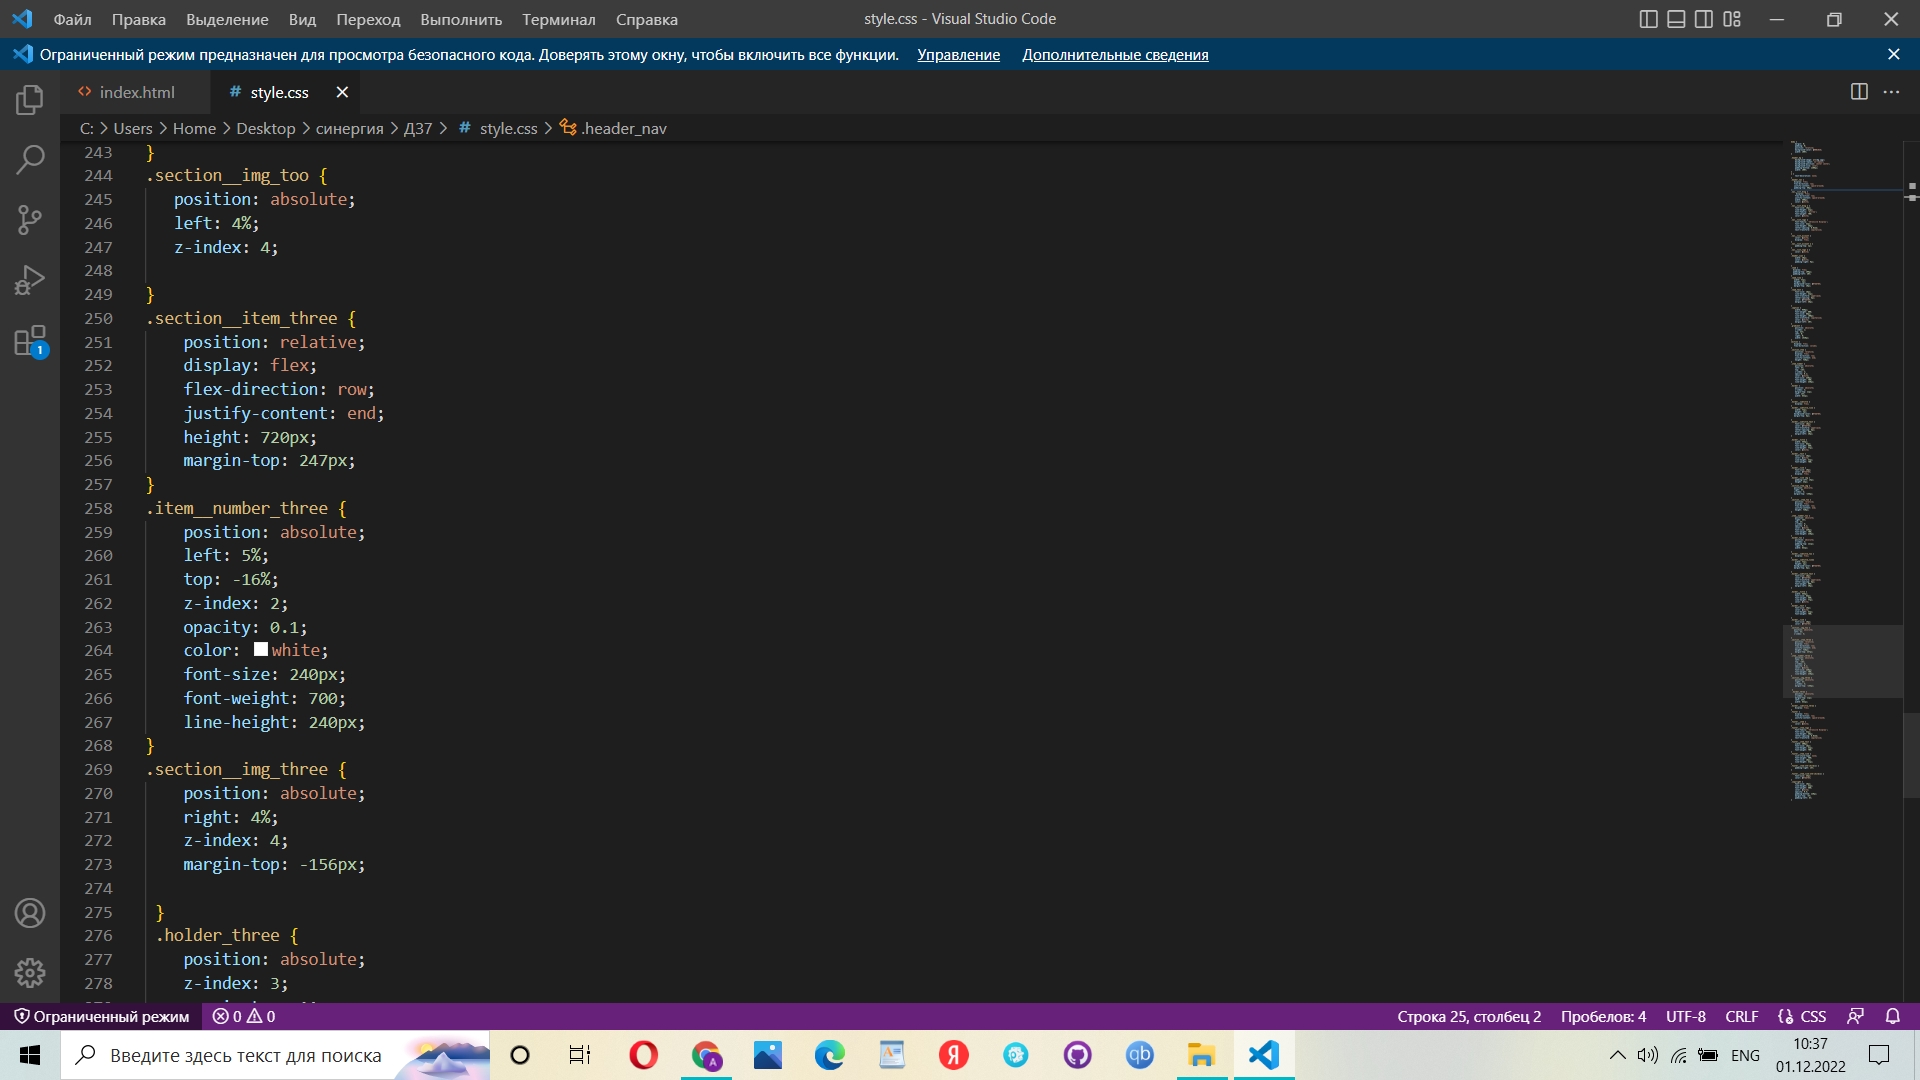 Файл Правка Выделение Вид Переход Выполнить Терминал Справка style.css - Visual Studio Code
Ограниченный режим предназначен для просмотра безопасного кода. Доверять этому окну, чтобы включить все функции. Управление Дополнительные сведения
index.html # style.css
C: > Users > Home > Desktop > синергия > Д37 > # style.css > .header_nav
243 }
244 .section__img_too {
245 position: absolute;
246 left: 4%;
247 z-index: 4;
248
249 }
250 .section__item_three {
251 position: relative;
252 display: flex;
253 flex-direction: row;
254 justify-content: end;
255 height: 720px;
256 margin-top: 247px;
257 }
258 .item__number_three {
259 position: absolute;
260 left: 5%;
261 top: -16%;
262 z-index: 2;
263 opacity: 0.1;
264 color: white;
265 font-size: 240px;
266 font-weight: 700;
267 line-height: 240px;
268 }
269 .section__img_three {
270 position: absolute;
271 right: 4%;
272 z-index: 4;
273 margin-top: -156px;
274
275 }
276 .holder_three {
277 position: absolute;
278 z-index: 3;
1
Ограниченный режим 0 0 Строка 25, столбец 2 Пробелов: 4 UTF-8 CRLF CSS
Введите здесь текст для поиска
A
Я
qb
ENG
10:37
01.12.2022